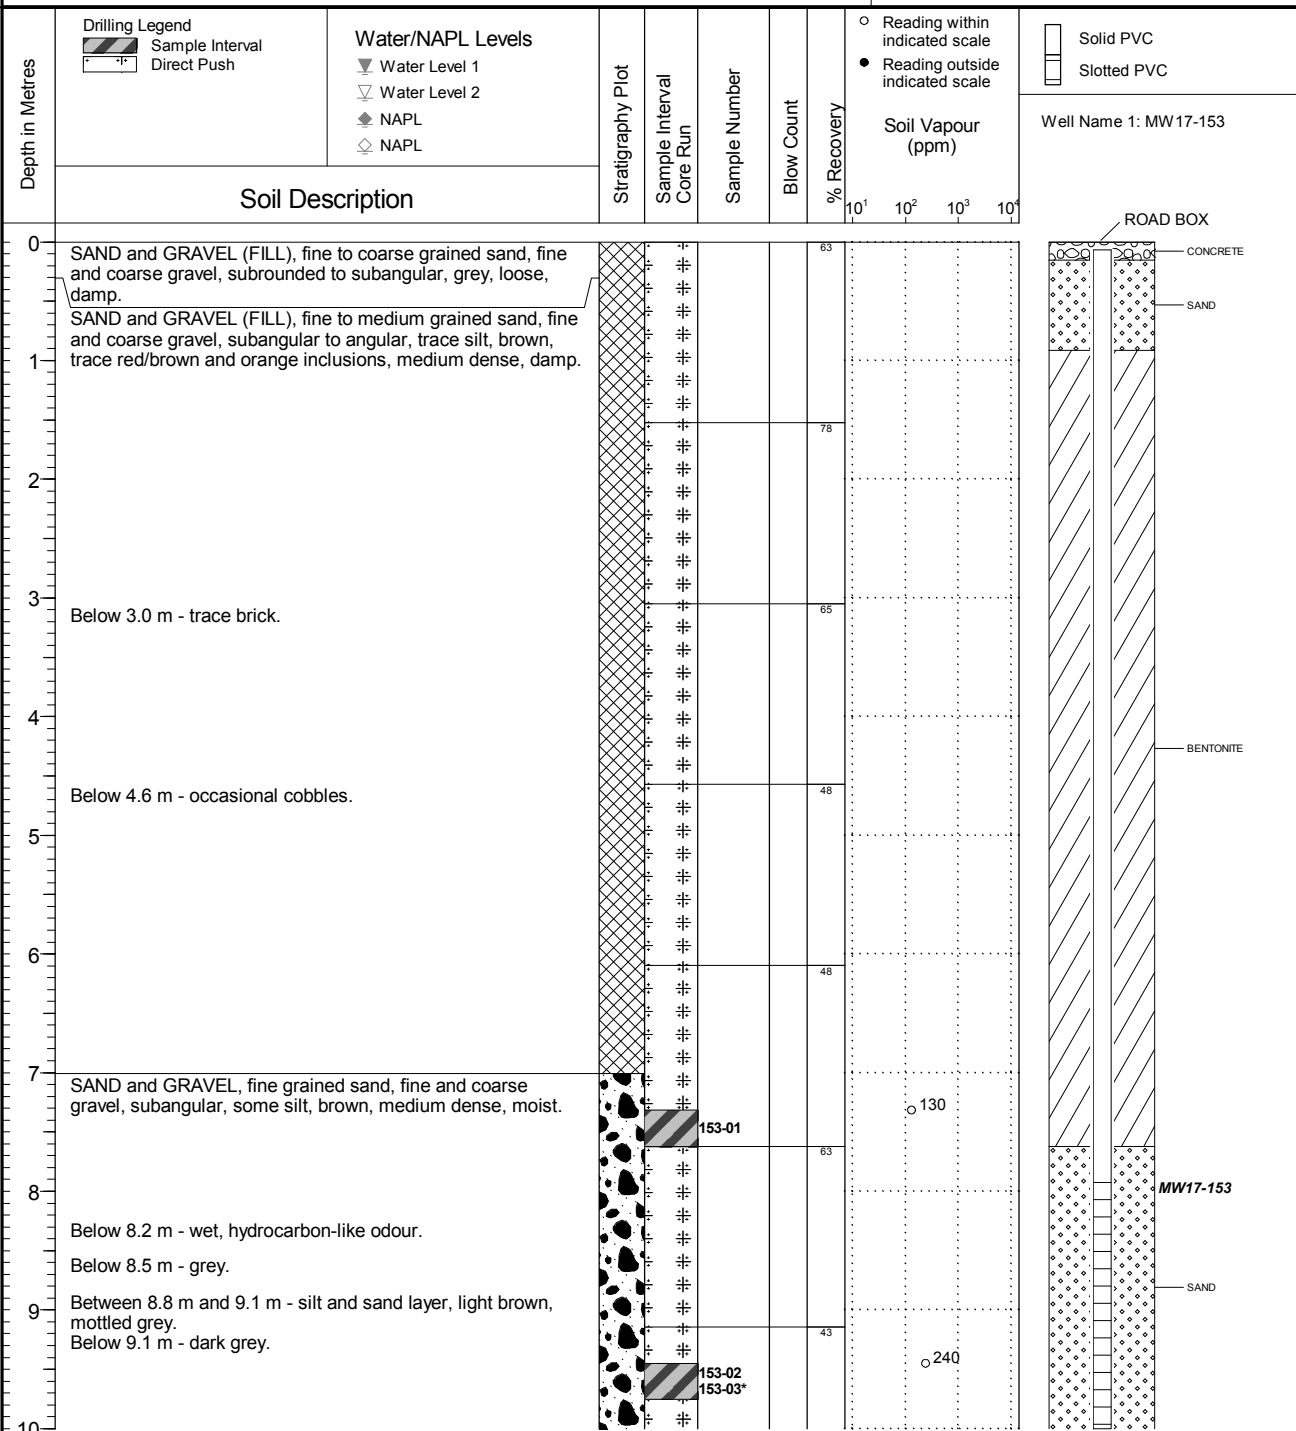 Drilling Legend
Sample Interval
Direct Push
Water/NAPL Levels
Water Level 1
Water Level 2
NAPL
NAPL
Reading within
indicated scale
Reading outside
indicated scale
Solid PVC
Slotted PVC
Depth in Metres
Soil Description
Stratigraphy Plot
Sample Interval
Core Run
Sample Number
Blow Count
% Recovery
Soil Vapour
(ppm)
10¹ 10² 10³ 10⁴
Well Name 1: MW17-153
ROAD BOX
0
SAND and GRAVEL (FILL), fine to coarse grained sand, fine
and coarse gravel, subrounded to subangular, grey, loose,
damp.
63
CONCRETE
SAND
SAND and GRAVEL (FILL), fine to medium grained sand, fine
and coarse gravel, subangular to angular, trace silt, brown,
trace red/brown and orange inclusions, medium dense, damp.
1
78
2
3
Below 3.0 m - trace brick.
65
4
BENTONITE
Below 4.6 m - occasional cobbles.
48
5
6
48
7
SAND and GRAVEL, fine grained sand, fine and coarse
gravel, subangular, some silt, brown, medium dense, moist.
153-01
130
63
8
MW17-153
Below 8.2 m - wet, hydrocarbon-like odour.
Below 8.5 m - grey.
SAND
Between 8.8 m and 9.1 m - silt and sand layer, light brown,
mottled grey.
9
Below 9.1 m - dark grey.
43
153-02
153-03*
240
10